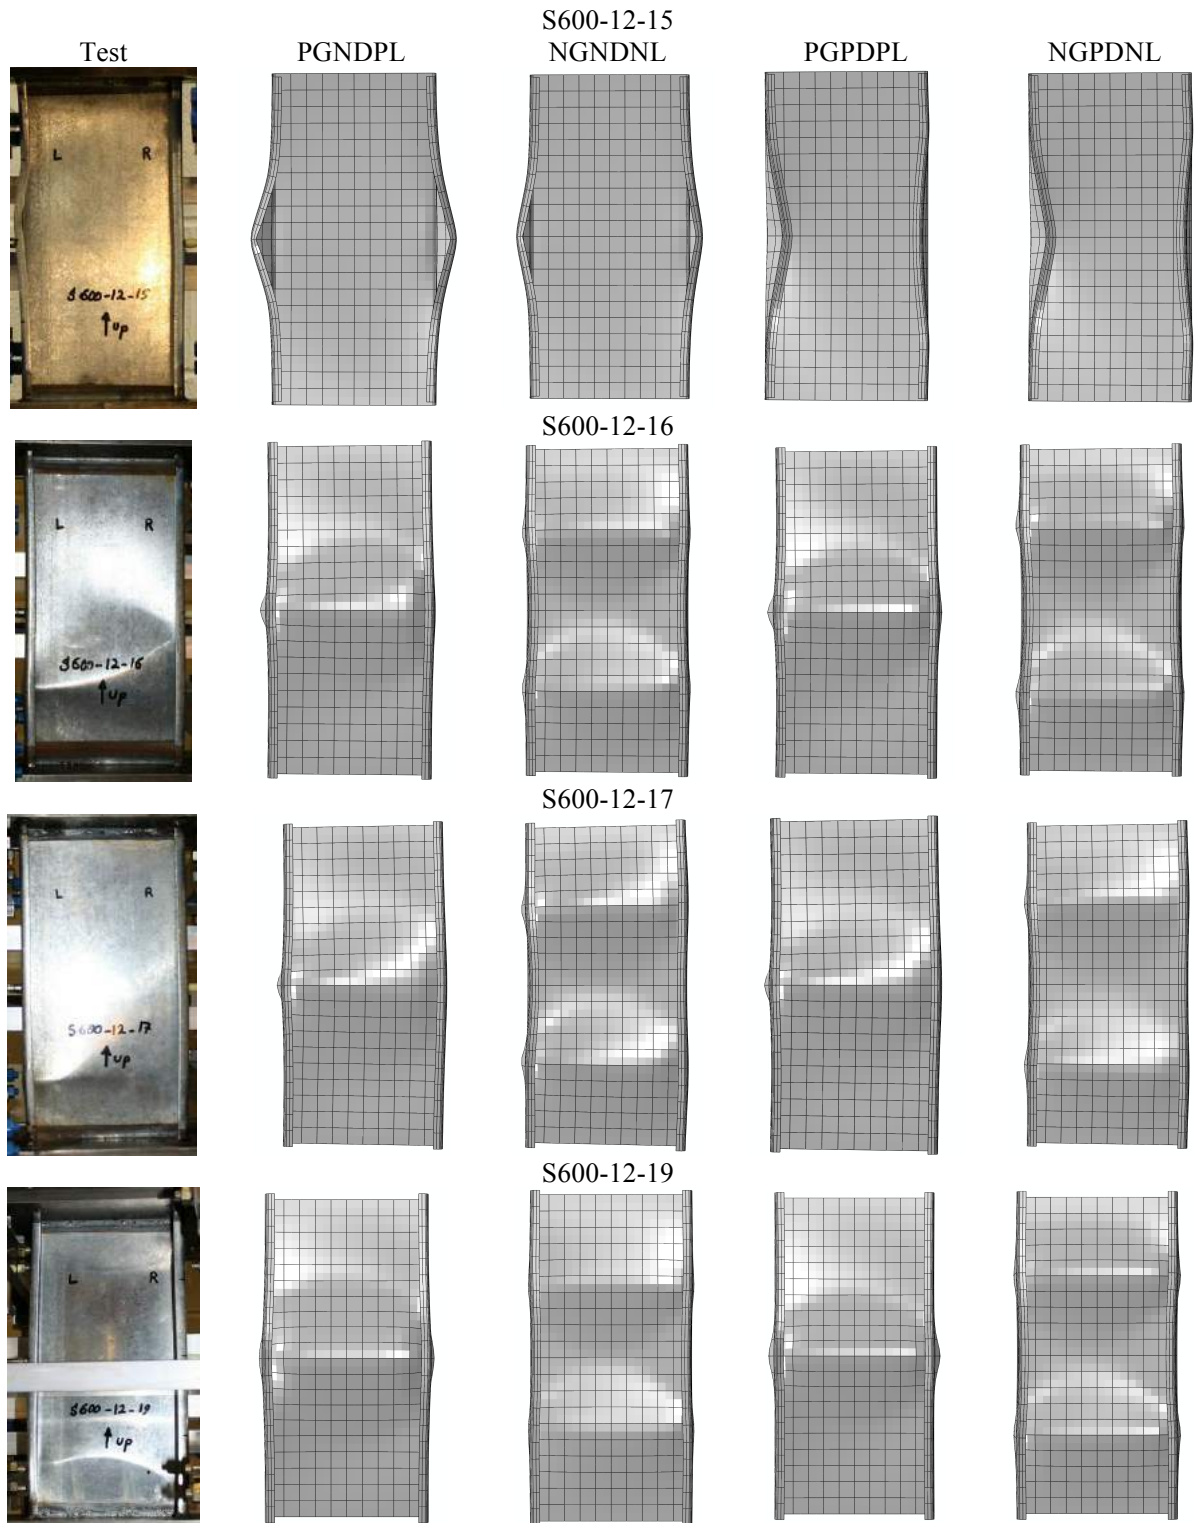 S600-12-15
Test PGNDPL NGNDNL PGPDPL NGPDNL
L R
S600-12-15
↑ up
S600-12-16
L R
S600-12-16
↑ up
S600-12-17
L R
S600-12-17
↑ up
S600-12-19
L R
S600-12-19
↑ up